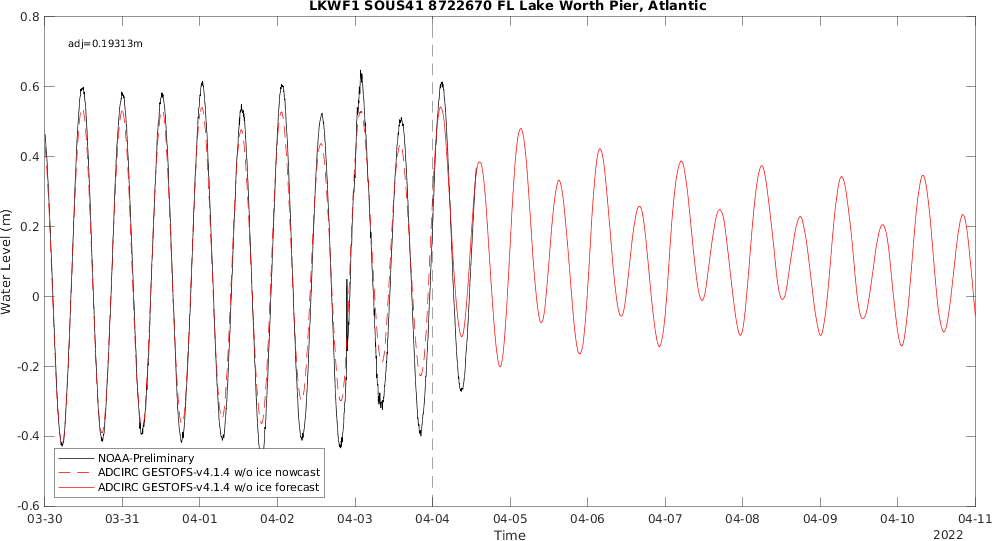 LKWF1 SOUS41 8722670 FL Lake Worth Pier, Atlantic
adj=0.19313m
0.8
0.6
0.4
0.2
0
-0.2
-0.4
-0.6
Water Level (m)
NOAA-Preliminary
ADCIRC GESTOFS-v4.1.4 w/o ice nowcast
ADCIRC GESTOFS-v4.1.4 w/o ice forecast
03-30 03-31 04-01 04-02 04-03 04-04 04-05 04-06 04-07 04-08 04-09 04-10 04-11
Time
2022